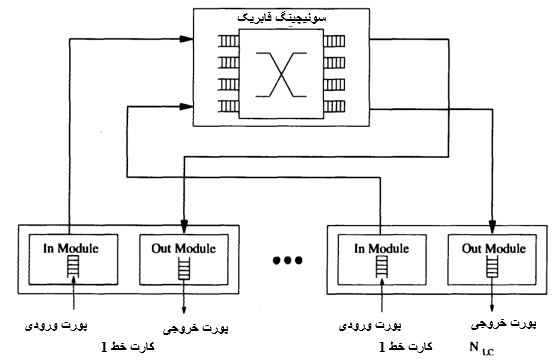 سوئیچینگ فابریک
In Module Out Module In Module Out Module
پورت ورودی پورت خروجی پورت ورودی پورت خروجی
کارت خط 1 کارت خط 1 N LC